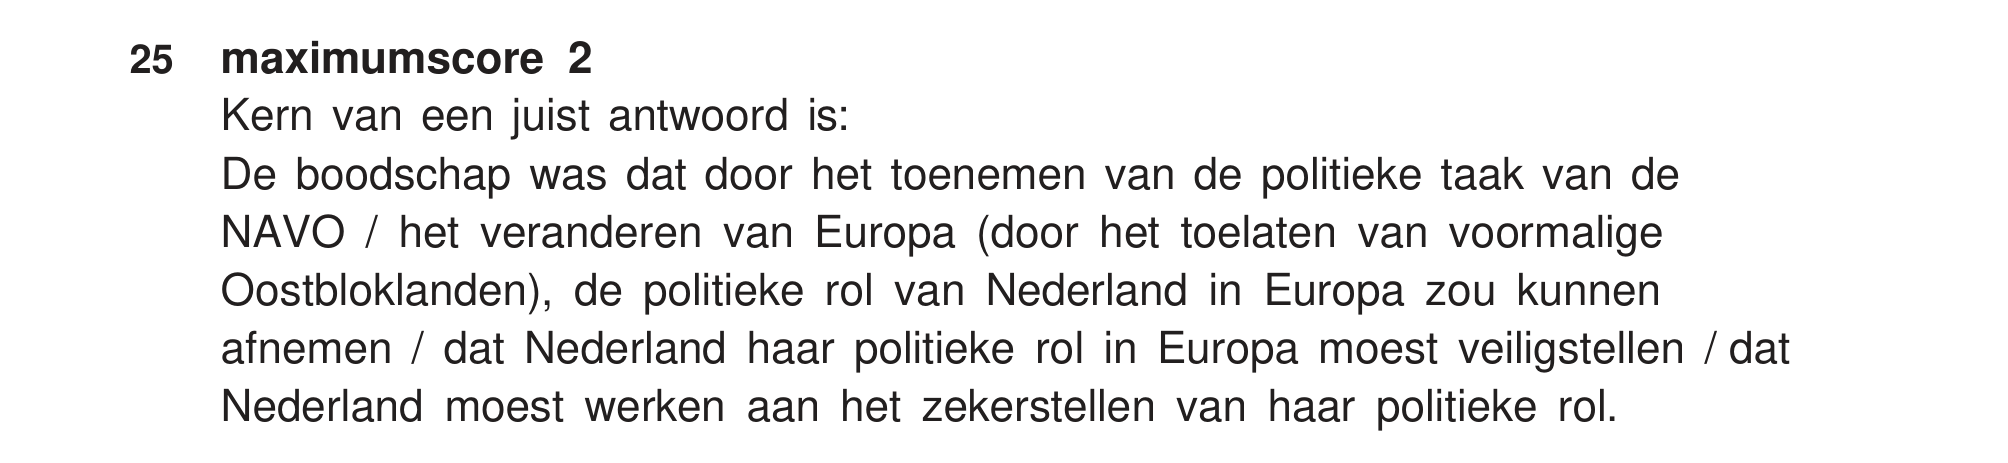 25 maximumscore 2
Kern van een juist antwoord is:
De boodschap was dat door het toenemen van de politieke taak van de
NAVO / het veranderen van Europa (door het toelaten van voormalige
Oostbloklanden), de politieke rol van Nederland in Europa zou kunnen
afnemen / dat Nederland haar politieke rol in Europa moest veiligstellen / dat
Nederland moest werken aan het zekerstellen van haar politieke rol.